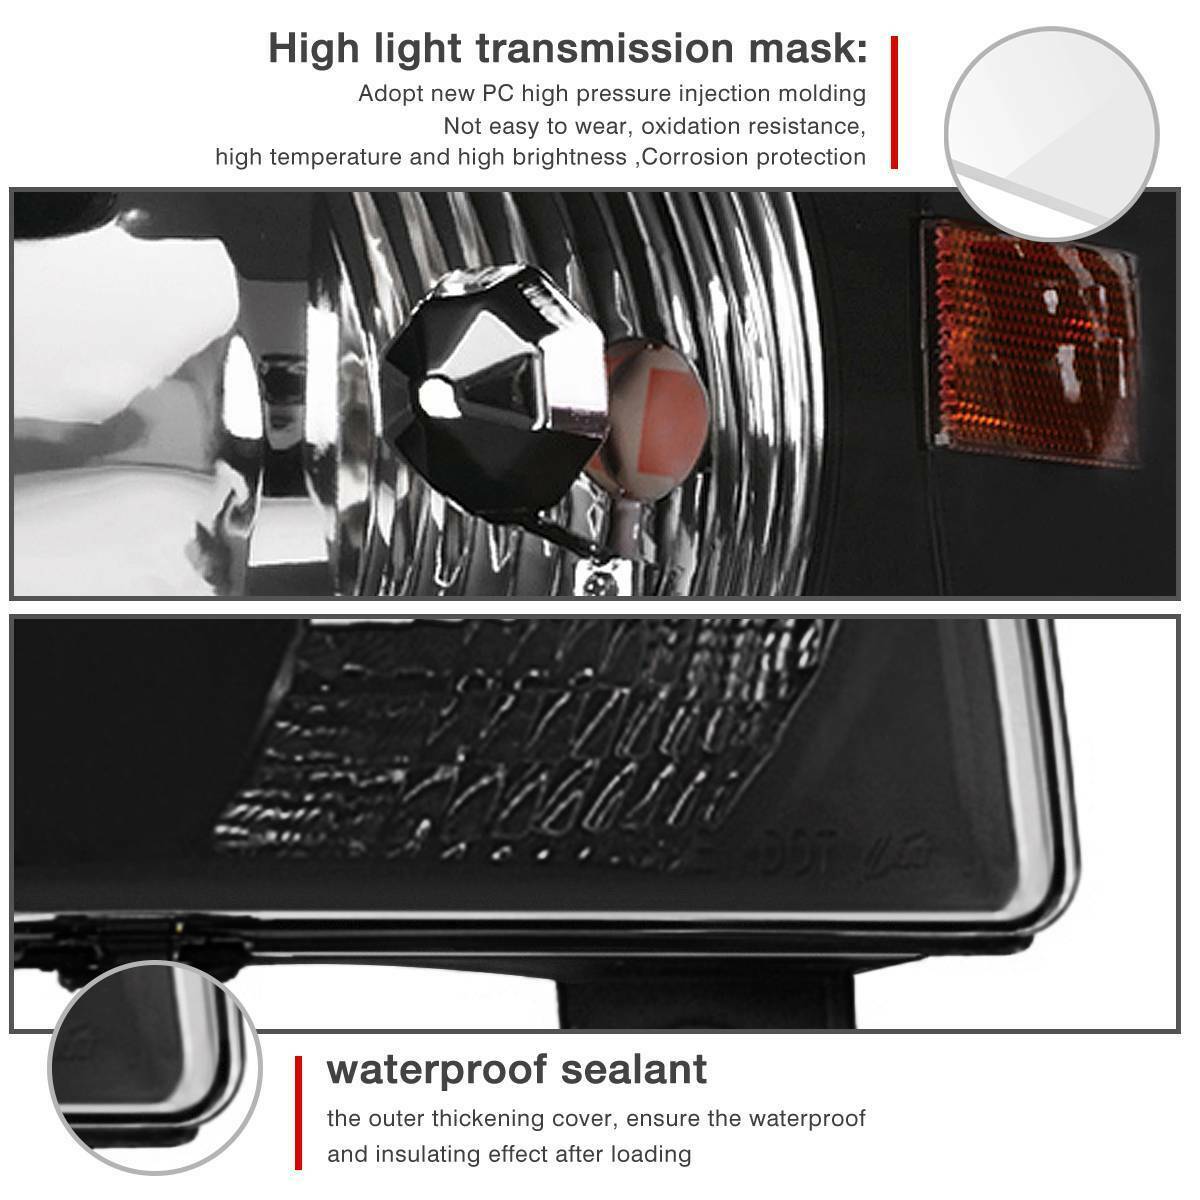 High light transmission mask:
Adopt new PC high pressure injection molding
Not easy to wear, oxidation resistance,
high temperature and high brightness ,Corrosion protection
DOT
waterproof sealant
the outer thickening cover, ensure the waterproof
and insulating effect after loading